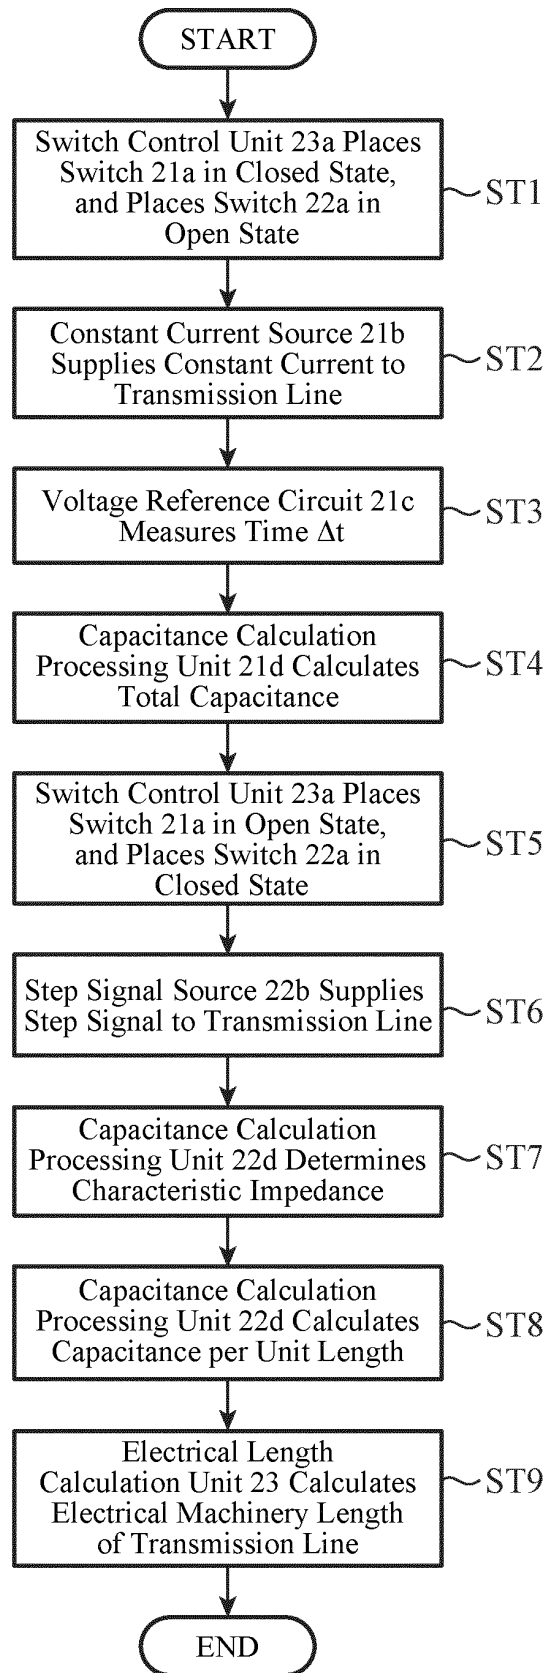 START
Switch Control Unit 23a Places
Switch 21a in Closed State,
and Places Switch 22a in
Open State
ST1
Constant Current Source 21b
Supplies Constant Current to
Transmission Line
ST2
Voltage Reference Circuit 21c
Measures Time Δt
ST3
Capacitance Calculation
Processing Unit 21d Calculates
Total Capacitance
ST4
Switch Control Unit 23a Places
Switch 21a in Open State,
and Places Switch 22a in
Closed State
ST5
Step Signal Source 22b Supplies
Step Signal to Transmission Line
ST6
Capacitance Calculation
Processing Unit 22d Determines
Characteristic Impedance
ST7
Capacitance Calculation
Processing Unit 22d Calculates
Capacitance per Unit Length
ST8
Electrical Length
Calculation Unit 23 Calculates
Electrical Machinery Length
of Transmission Line
ST9
END